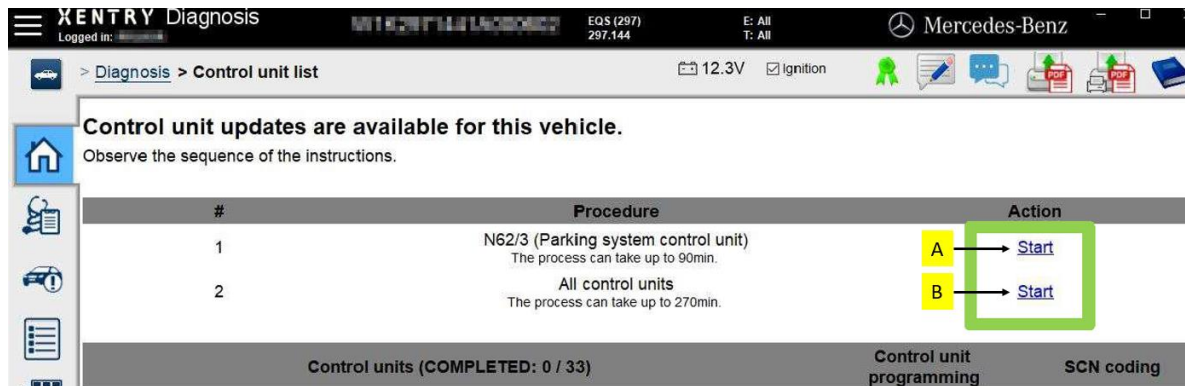 XENTRY Diagnosis
Logged in:
EQS (297)
297.144
E: All
T: All
Mercedes-Benz
> Diagnosis > Control unit list
12.3V
Ignition
PDF
PDF
Control unit updates are available for this vehicle.
Observe the sequence of the instructions.
# Procedure Action
1 N62/3 (Parking system control unit) A Start
The process can take up to 90min.
2 All control units B Start
The process can take up to 270min.
Control units (COMPLETED: 0 / 33) Control unit programming SCN coding